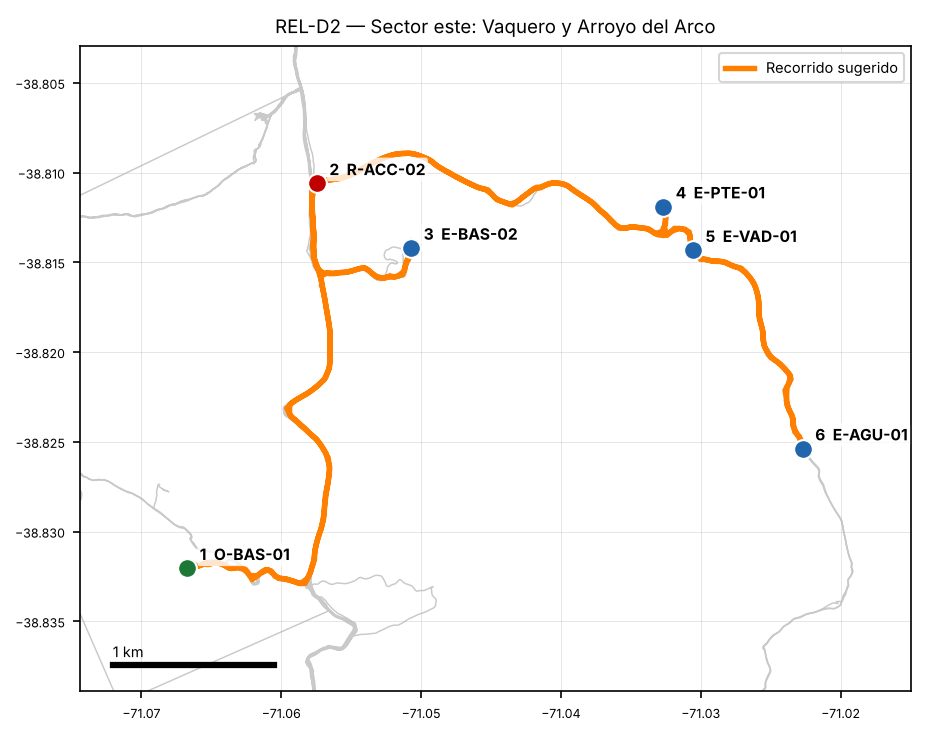 REL-D2 — Sector este: Vaquero y Arroyo del Arco
Recorrido sugerido
−38.805
−38.810
−38.815
−38.820
−38.825
−38.830
−38.835
2 R-ACC-02
4 E-PTE-01
3 E-BAS-02
5 E-VAD-01
6 E-AGU-01
1 O-BAS-01
1 km
−71.07
−71.06
−71.05
−71.04
−71.03
−71.02